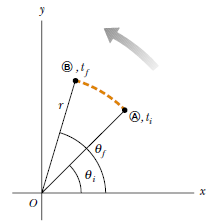 y
Ⓑ, t_f
r
Ⓐ, t_i
θ_f
θ_i
x
O